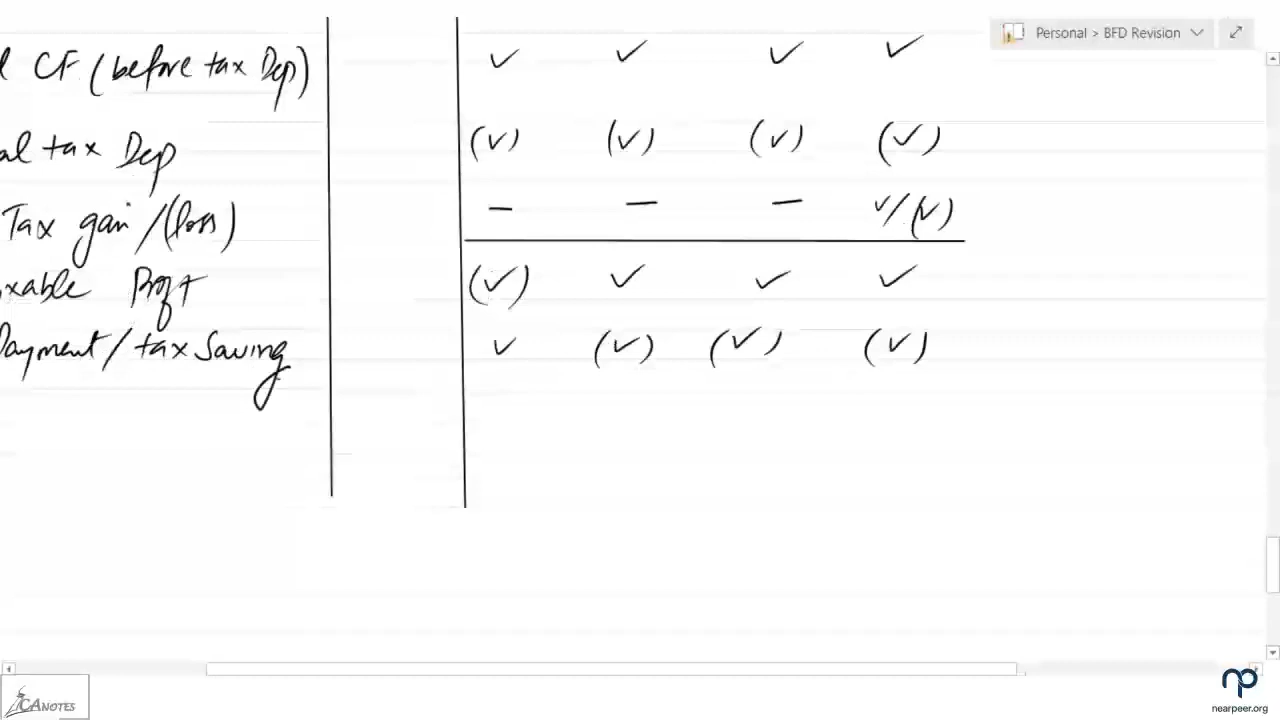 Personal > BFD Revision
l CF (before tax Dep) ✓ ✓ ✓ ✓
al tax Dep (✓) (✓) (✓) (✓)
Tax gain/(loss) — — — ✓/(✓)
xable Profit (✓) ✓ ✓ ✓
Payment/tax Saving ✓ (✓) (✓) (✓)
CANOTES
np
nearpeer.org